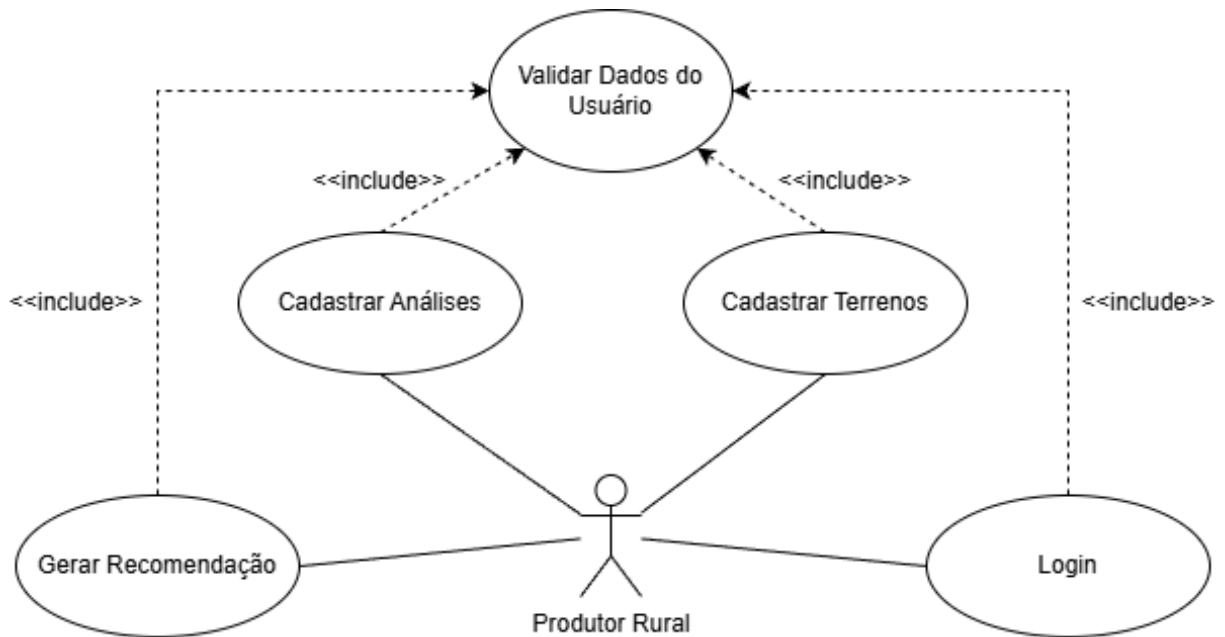 Validar Dados do
Usuário
<<include>>
<<include>>
Cadastrar Análises
Cadastrar Terrenos
<<include>>
<<include>>
Gerar Recomendação
Login
Produtor Rural